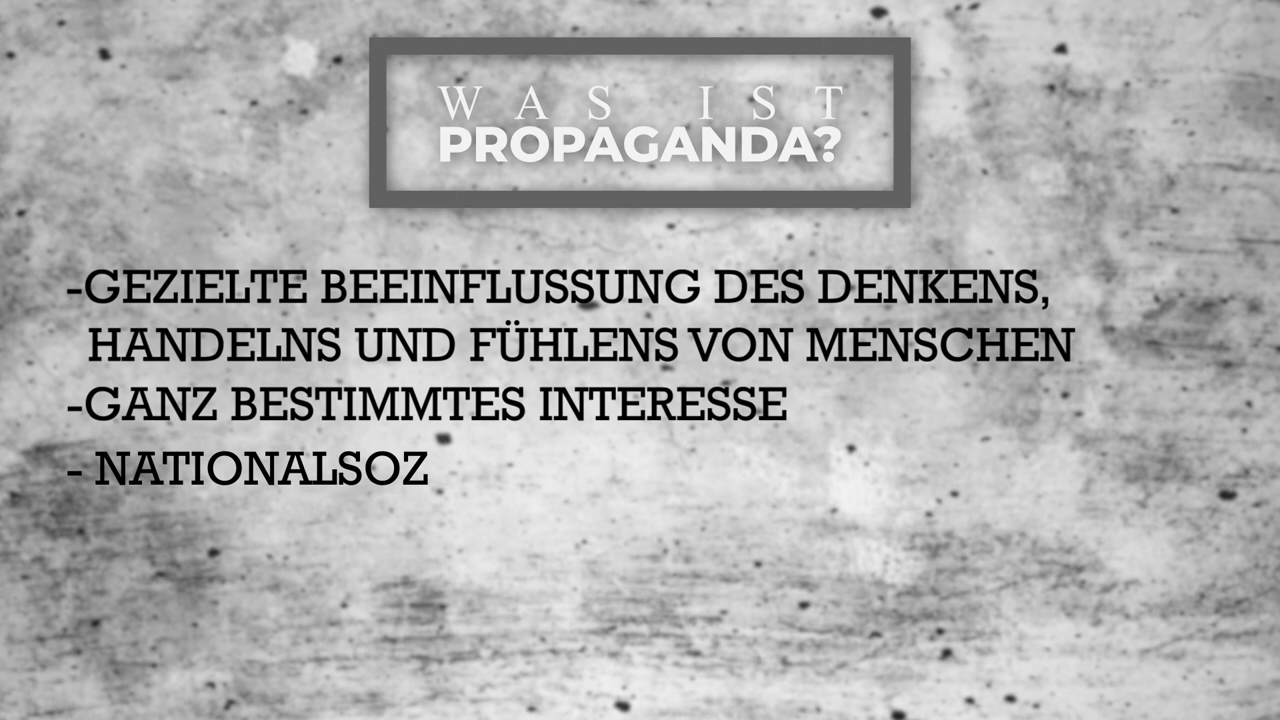 WAS IST
PROPAGANDA?
-GEZIELTE BEEINFLUSSUNG DES DENKENS,
HANDELNS UND FÜHLENS VON MENSCHEN
-GANZ BESTIMMTES INTERESSE
- NATIONALSOZ